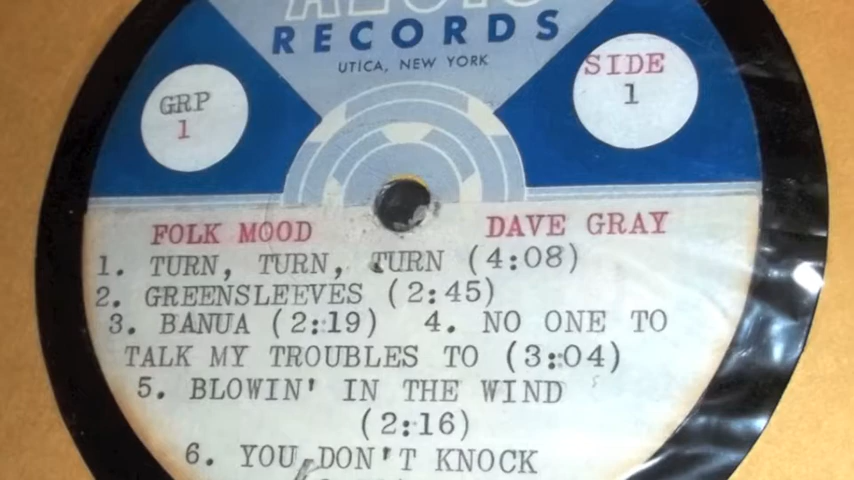 RECORDS
UTICA, NEW YORK
GRP
1
SIDE
1
FOLK MOOD DAVE GRAY
1. TURN, TURN, TURN (4:08)
2. GREENSLEEVES (2:45)
3. BANUA (2:19) 4. NO ONE TO
TALK MY TROUBLES TO (3:04)
5. BLOWIN' IN THE WIND
(2:16)
6. YOU DON'T KNOCK